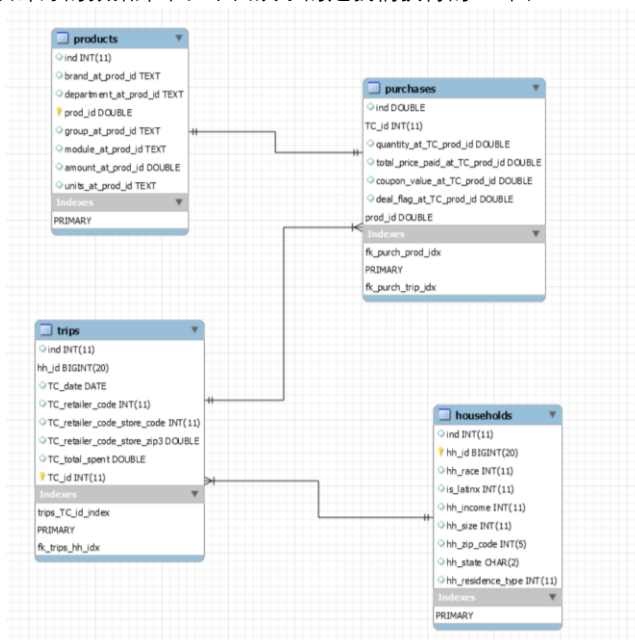 products
ind INT(11)
brand_at_prod_id TEXT
department_at_prod_id TEXT
prod_id DOUBLE
group_at_prod_id TEXT
module_at_prod_id TEXT
amount_at_prod_id DOUBLE
units_at_prod_id TEXT
Indexes
PRIMARY
purchases
ind DOUBLE
TC_id INT(11)
quantity_at_TC_prod_id DOUBLE
total_price_paid_at_TC_prod_id DOUBLE
coupon_value_at_TC_prod_id DOUBLE
deal_flag_at_TC_prod_id DOUBLE
prod_id DOUBLE
Indexes
fk_purch_prod_idx
PRIMARY
fk_purch_trip_idx
trips
ind INT(11)
hh_id BIGINT(20)
TC_date DATE
TC_retailer_code INT(11)
TC_retailer_code_store_code INT(11)
TC_retailer_code_store_zip3 DOUBLE
TC_total_spent DOUBLE
TC_id INT(11)
Indexes
trips_TC_id_index
PRIMARY
fk_trips_hh_idx
households
ind INT(11)
hh_id BIGINT(20)
hh_race INT(11)
is_latinx INT(11)
hh_income INT(11)
hh_size INT(11)
hh_zip_code INT(5)
hh_state CHAR(2)
hh_residence_type INT(11)
Indexes
PRIMARY